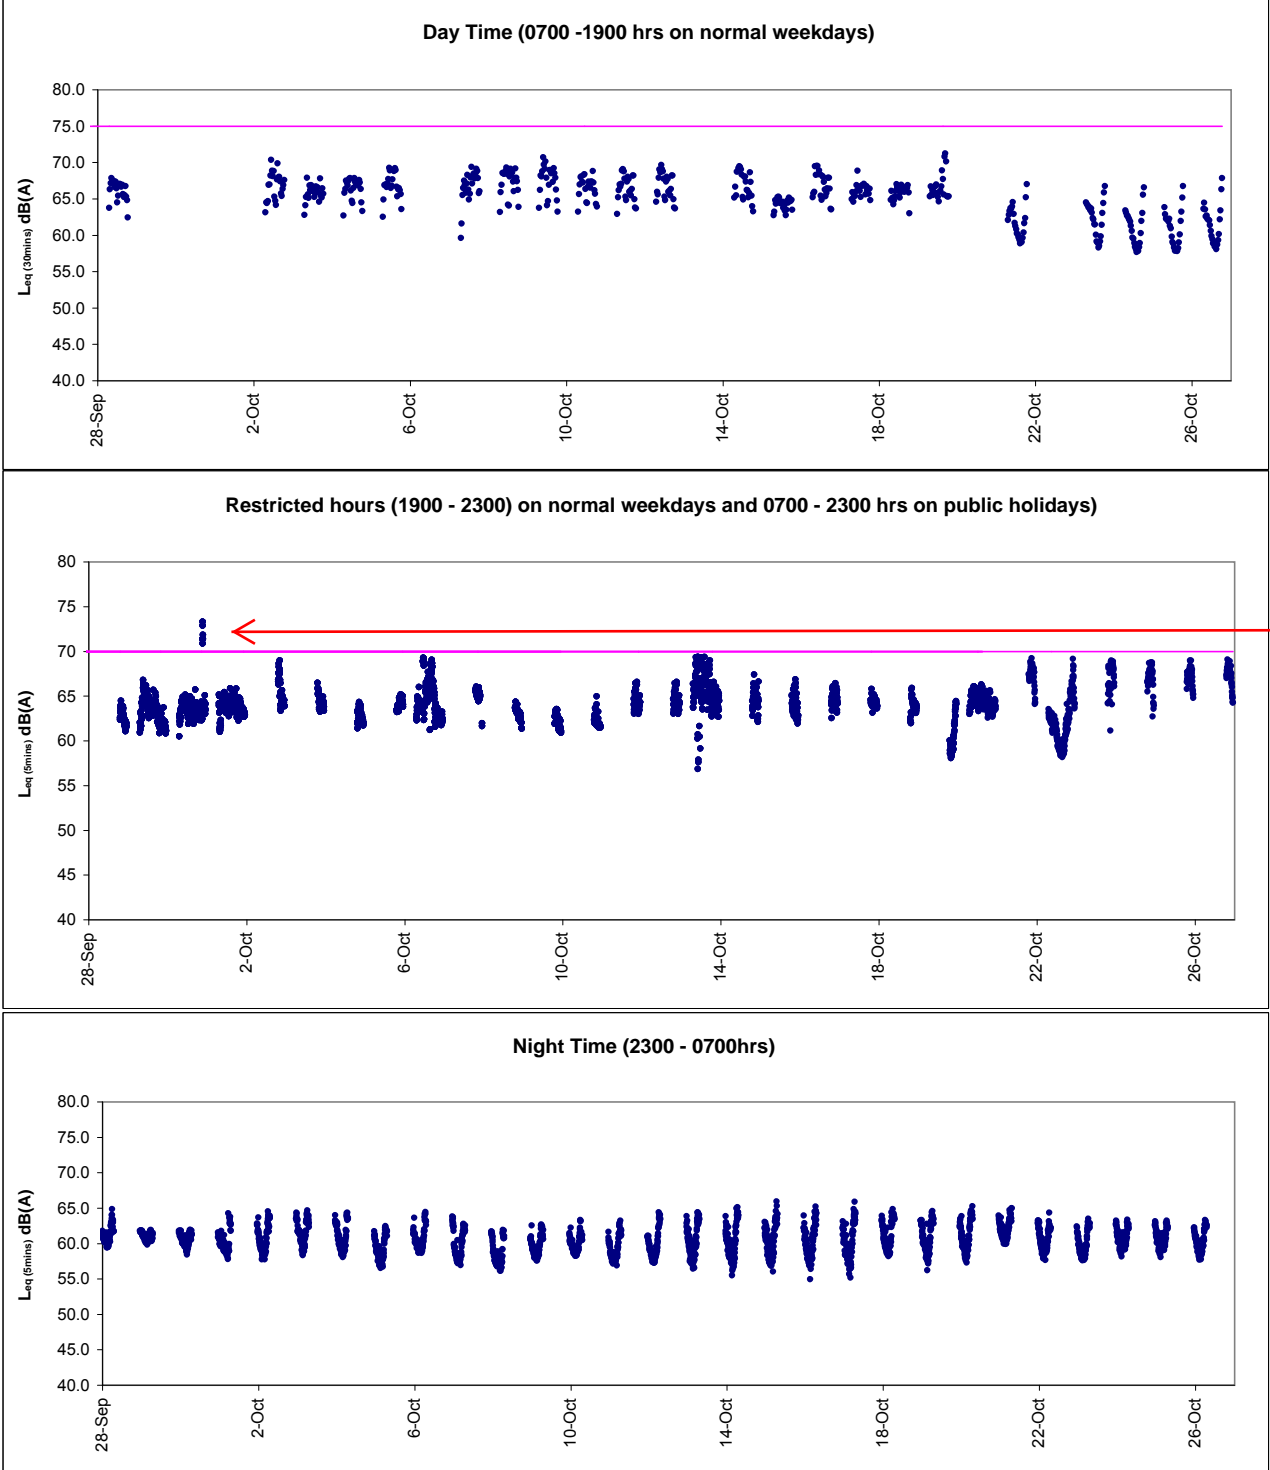 Day Time (0700 -1900 hrs on normal weekdays)
80.0
75.0
70.0
65.0
60.0
55.0
50.0
45.0
40.0
Leq (30mins) dB(A)
28-Sep
2-Oct
6-Oct
10-Oct
14-Oct
18-Oct
22-Oct
26-Oct
Restricted hours (1900 - 2300) on normal weekdays and 0700 - 2300 hrs on public holidays)
80
75
70
65
60
55
50
45
40
Leq (5mins) dB(A)
28-Sep
2-Oct
6-Oct
10-Oct
14-Oct
18-Oct
22-Oct
26-Oct
Night Time (2300 - 0700hrs)
80.0
75.0
70.0
65.0
60.0
55.0
50.0
45.0
40.0
Leq (5mins) dB(A)
28-Sep
2-Oct
6-Oct
10-Oct
14-Oct
18-Oct
22-Oct
26-Oct